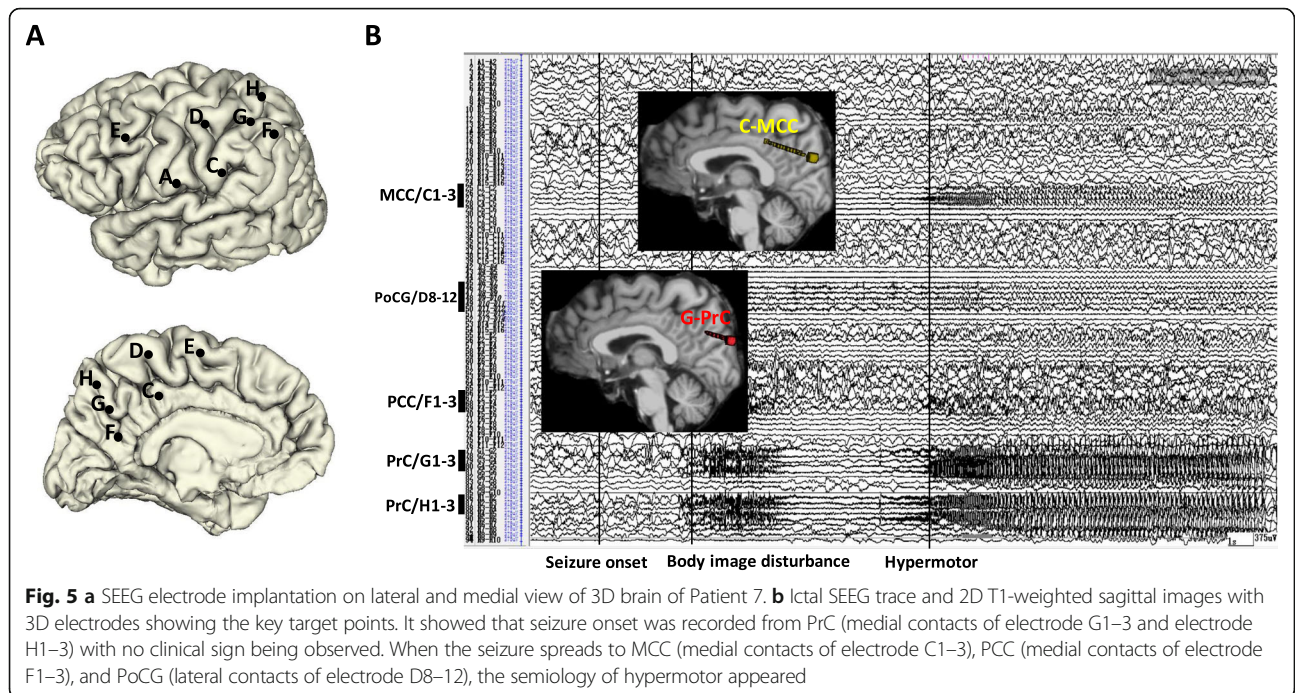 A
B
H
D
G
E
F
A
C
D
E
H
C
G
F
C-MCC
G-PrC
MCC/C1-3
PoCG/D8-12
PCC/F1-3
PrC/G1-3
PrC/H1-3
1s
375uV
Seizure onset Body image disturbance Hypermotor
Fig. 5 a SEEG electrode implantation on lateral and medial view of 3D brain of Patient 7. b Ictal SEEG trace and 2D T1-weighted sagittal images with
3D electrodes showing the key target points. It showed that seizure onset was recorded from PrC (medial contacts of electrode G1–3 and electrode
H1–3) with no clinical sign being observed. When the seizure spreads to MCC (medial contacts of electrode C1–3), PCC (medial contacts of electrode
F1–3), and PoCG (lateral contacts of electrode D8–12), the semiology of hypermotor appeared